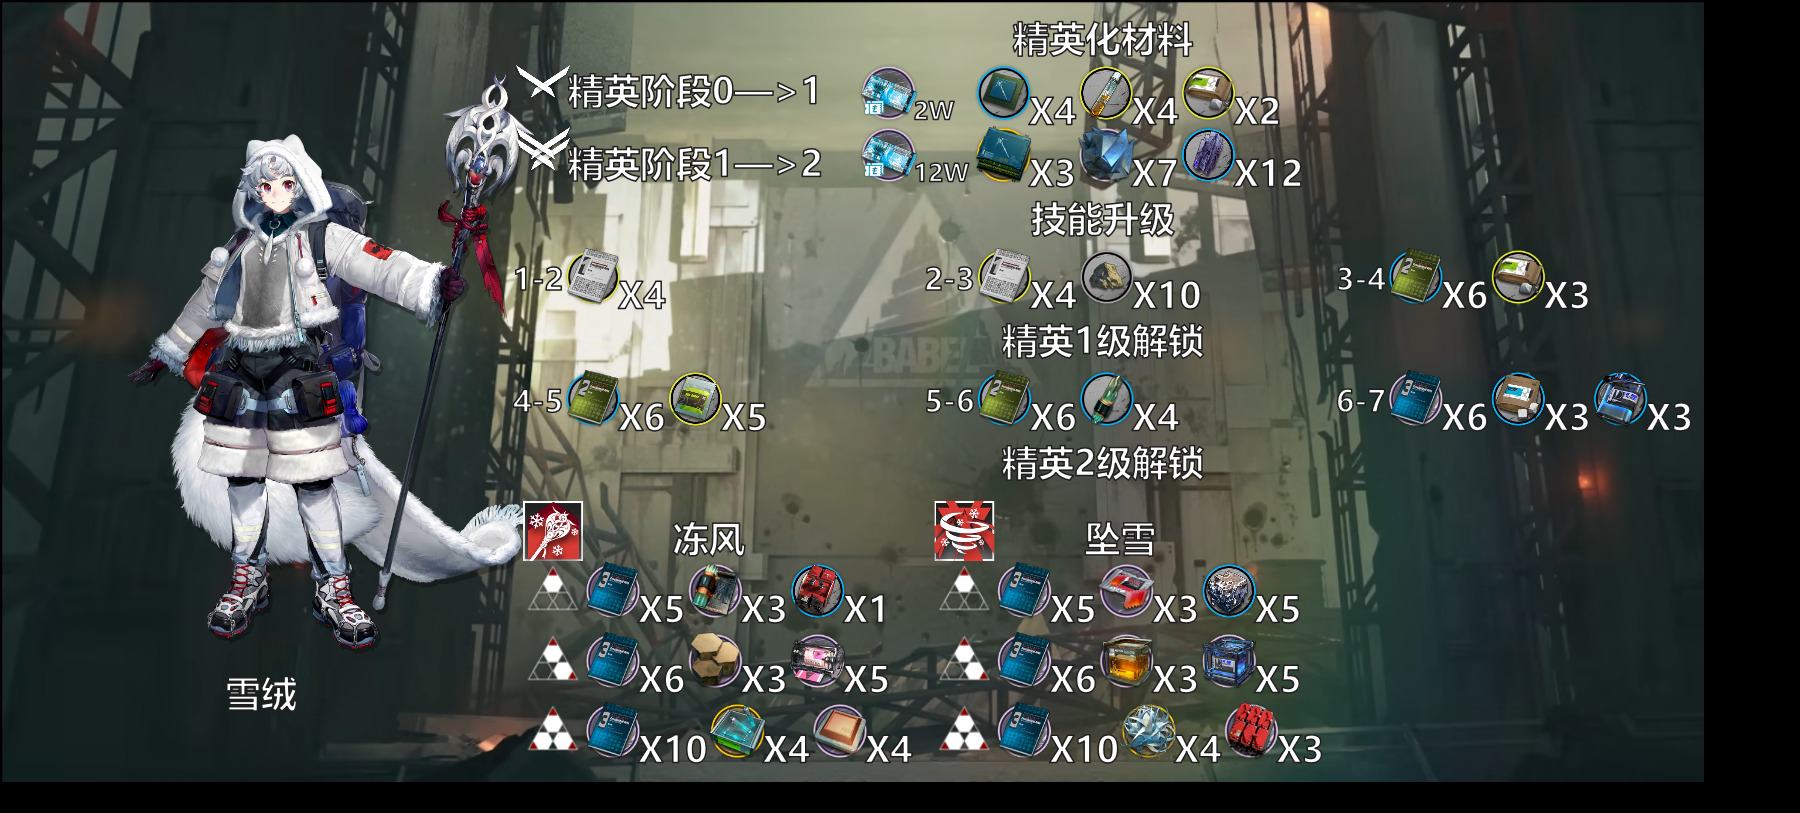 精英化材料
精英阶段0—>1 2W X4 X4 X2
精英阶段1—>2 12W X3 X7 X12
技能升级
1-2 X4 2-3 X4 X10 3-4 X6 X3
精英1级解锁
BABEL
4-5 X6 X5 5-6 X6 X4 6-7 X6 X3 X3
精英2级解锁
冻风 坠雪
X5 X3 X1 X5 X3 X5
X6 X3 X5 X6 X3 X5
雪绒
X10 X4 X4 X10 X4 X3